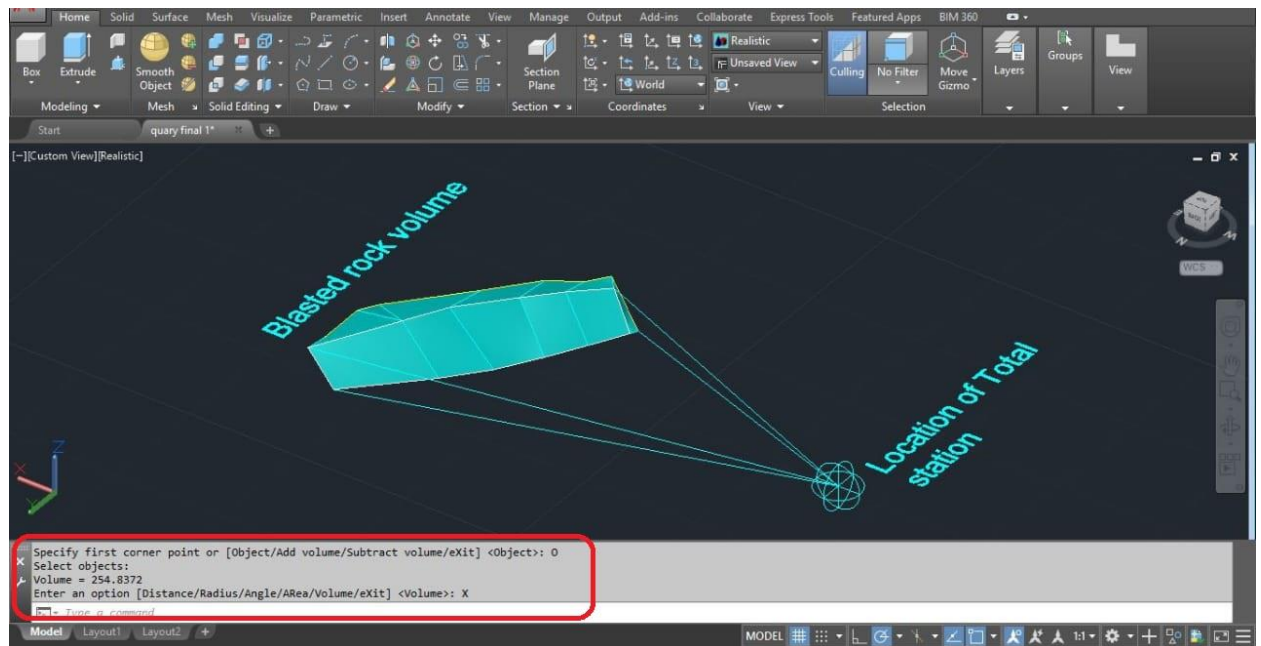 Home Solid Surface Mesh Visualize Parametric Insert Annotate View Manage Output Add-ins Collaborate Express Tools Featured Apps BIM 360
Realistic
Unsaved View
World
Box
Extrude
Smooth
Object
Section
Plane
Culling
No Filter
Move
Gizmo
Layers
Groups
View
Modeling Mesh Solid Editing Draw Modify Section Coordinates View Selection
Start quary final 1*
[−][Custom View][Realistic]
Blasted rock volume
WCS
Location of Total
station
Z
X
Y
Specify first corner point or [Object/Add volume/Subtract volume/eXit] <Object>: O
Select objects:
Volume = 254.8372
Enter an option [Distance/Radius/Angle/ARea/Volume/eXit] <Volume>: X
Type a command
Model Layout1 Layout2 +
MODEL 1:1